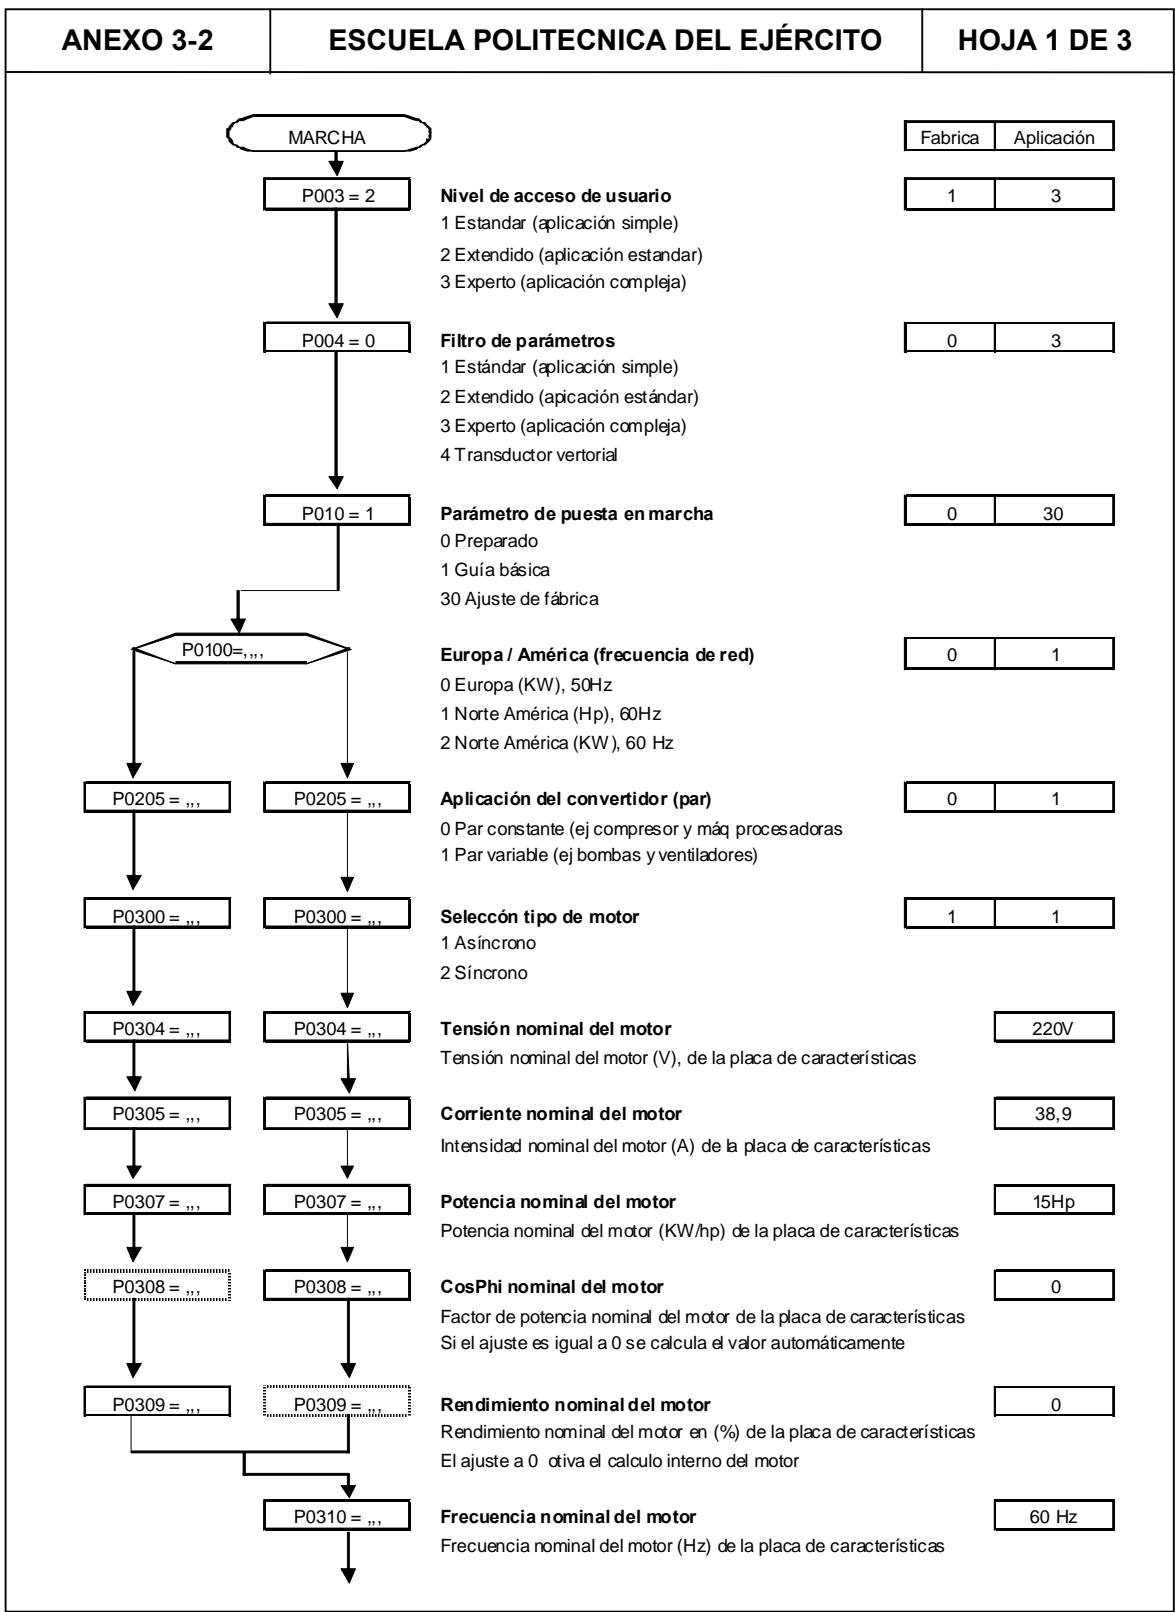 ANEXO 3-2 ESCUELA POLITECNICA DEL EJÉRCITO HOJA 1 DE 3
MARCHA Fabrica Aplicación
P003 = 2 Nivel de acceso de usuario 1 3
1 Estandar (aplicación simple)
2 Extendido (aplicación estandar)
3 Experto (aplicación compleja)
P004 = 0 Filtro de parámetros 0 3
1 Estándar (aplicación simple)
2 Extendido (apicación estándar)
3 Experto (aplicación compleja)
4 Transductor vertorial
P010 = 1 Parámetro de puesta en marcha 0 30
0 Preparado
1 Guía básica
30 Ajuste de fábrica
P0100=,,,, Europa / América (frecuencia de red) 0 1
0 Europa (KW), 50Hz
1 Norte América (Hp), 60Hz
2 Norte América (KW), 60 Hz
P0205 = ,,, P0205 = ,,, Aplicación del convertidor (par) 0 1
0 Par constante (ej compresor y máq procesadoras
1 Par variable (ej bombas y ventiladores)
P0300 = ,,, P0300 = ,,, Seleccón tipo de motor 1 1
1 Asíncrono
2 Síncrono
P0304 = ,,, P0304 = ,,, Tensión nominal del motor 220V
Tensión nominal del motor (V), de la placa de características
P0305 = ,,, P0305 = ,,, Corriente nominal del motor 38,9
Intensidad nominal del motor (A) de la placa de características
P0307 = ,,, P0307 = ,,, Potencia nominal del motor 15Hp
Potencia nominal del motor (KW/hp) de la placa de características
P0308 = ,,, P0308 = ,,, CosPhi nominal del motor 0
Factor de potencia nominal del motor de la placa de características
Si el ajuste es igual a 0 se calcula el valor automáticamente
P0309 = ,,, P0309 = ,,, Rendimiento nominal del motor 0
Rendimiento nominal del motor en (%) de la placa de características
El ajuste a 0 otiva el calculo interno del motor
P0310 = ,,, Frecuencia nominal del motor 60 Hz
Frecuencia nominal del motor (Hz) de la placa de características